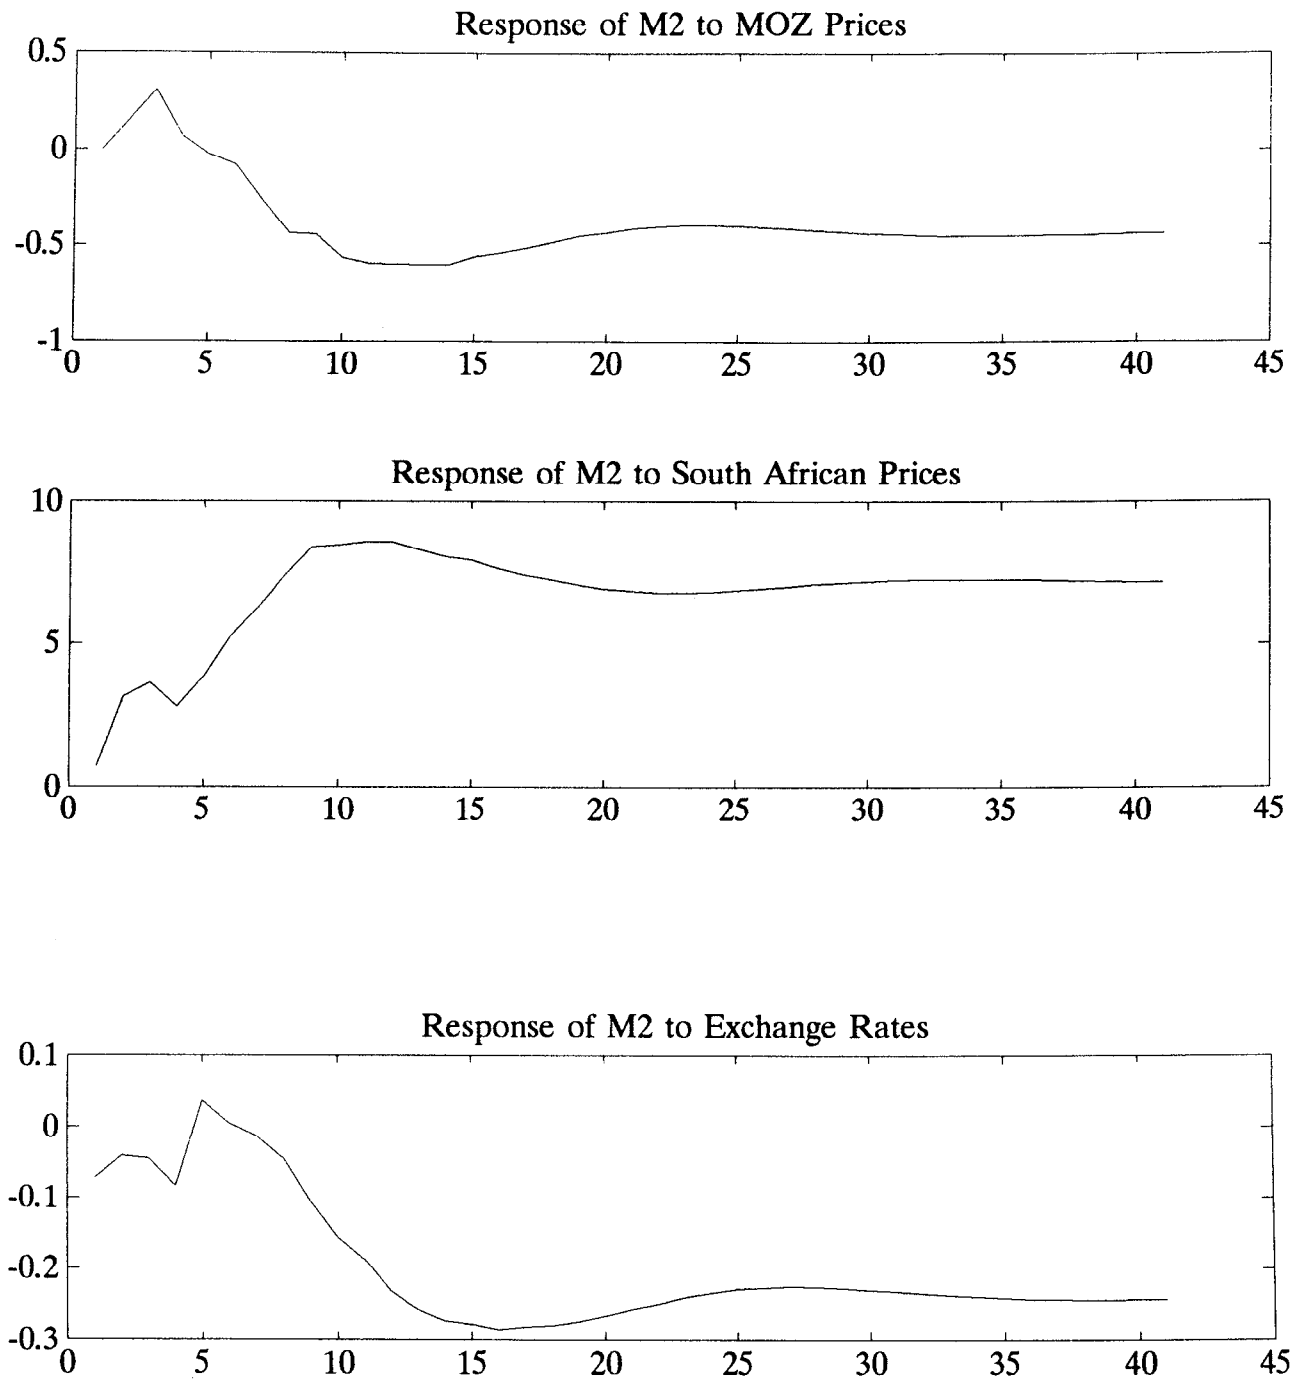 Response of M2 to MOZ Prices
0.5
0
-0.5
-1
0 5 10 15 20 25 30 35 40 45
Response of M2 to South African Prices
10
5
0
0 5 10 15 20 25 30 35 40 45
Response of M2 to Exchange Rates
0.1
0
-0.1
-0.2
-0.3
0 5 10 15 20 25 30 35 40 45